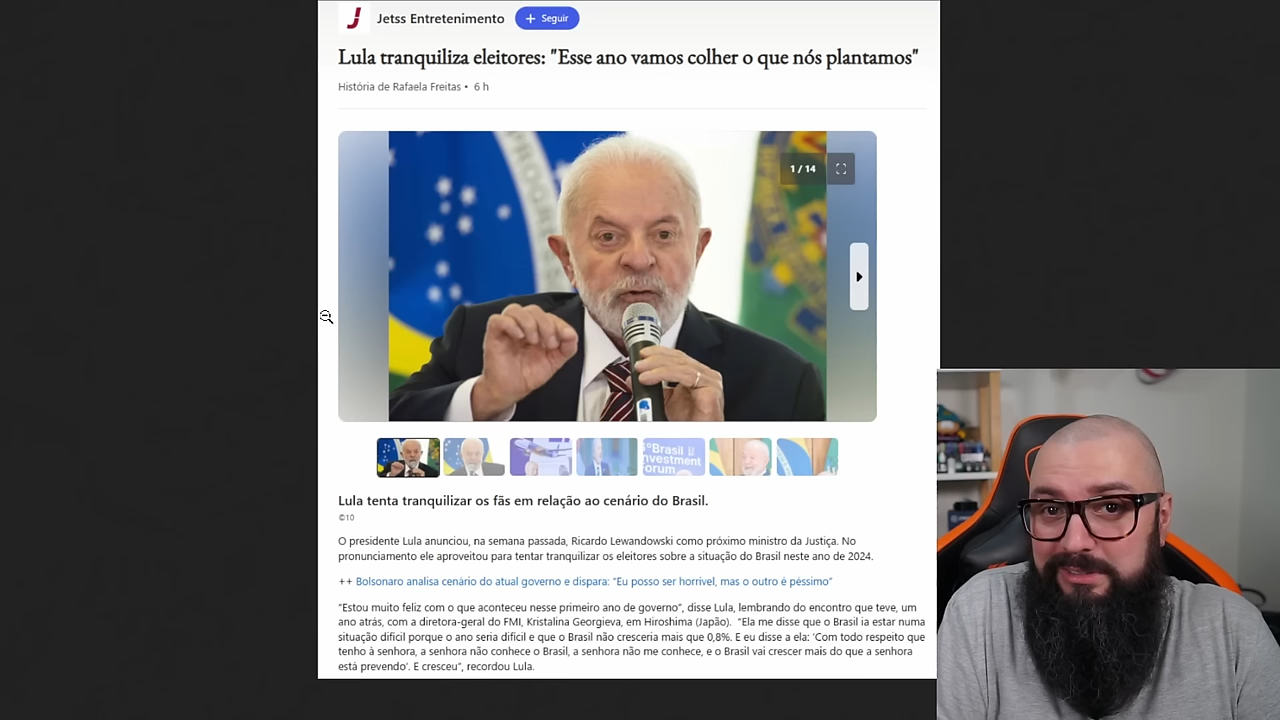 J
Jetss Entretenimento
+ Seguir
Lula tranquiliza eleitores: "Esse ano vamos colher o que nós plantamos"
História de Rafaela Freitas • 6 h
PROGRE
1 / 14
ºBrasil
nvestment
Forum
Lula tenta tranquilizar os fãs em relação ao cenário do Brasil.
©10
O presidente Lula anunciou, na semana passada, Ricardo Lewandowski como próximo ministro da Justiça. No
pronunciamento ele aproveitou para tentar tranquilizar os eleitores sobre a situação do Brasil neste ano de 2024.
++ Bolsonaro analisa cenário do atual governo e dispara: “Eu posso ser horrível, mas o outro é péssimo”
“Estou muito feliz com o que aconteceu nesse primeiro ano de governo”, disse Lula, lembrando do encontro que teve, um
ano atrás, com a diretora-geral do FMI, Kristalina Georgieva, em Hiroshima (Japão). “Ela me disse que o Brasil ia estar numa
situação difícil porque o ano seria difícil e que o Brasil não cresceria mais que 0,8%. E eu disse a ela: ‘Com todo respeito que
tenho à senhora, a senhora não conhece o Brasil, a senhora não me conhece, e o Brasil vai crescer mais do que a senhora
está prevendo’. E cresceu”, recordou Lula.